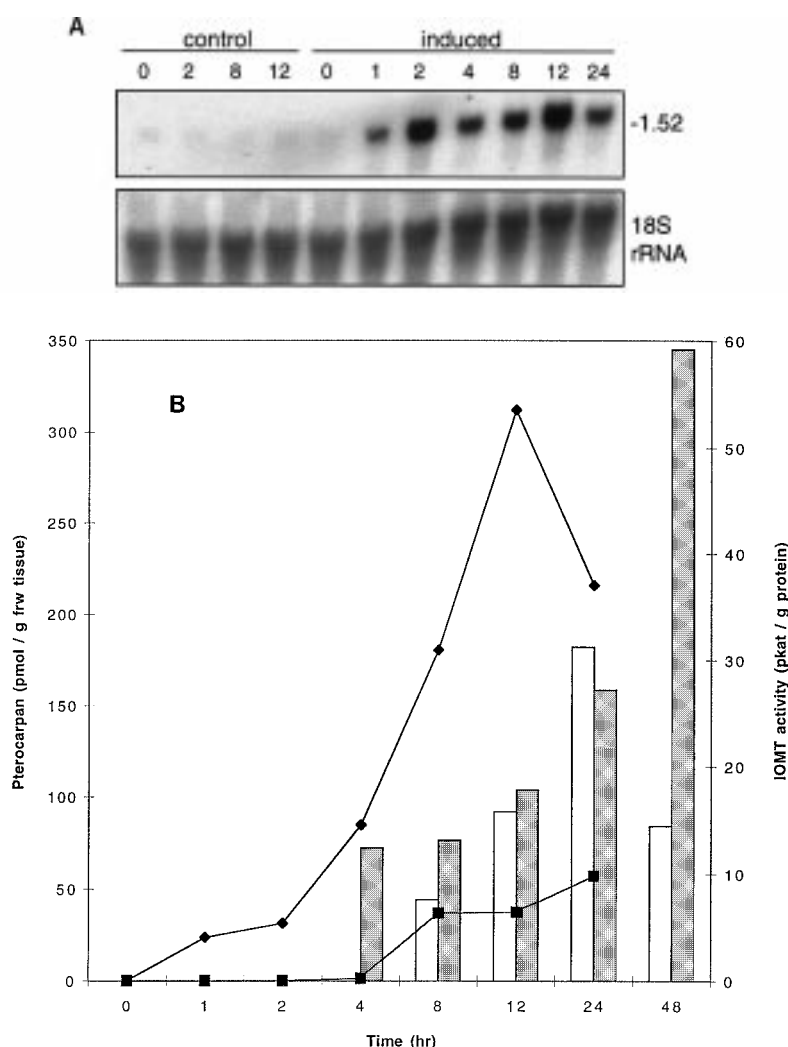 A
control induced
0 2 8 12 0 1 2 4 8 12 24
-1.52
18S
rRNA
B
350
300
250
200
150
100
50
0
Pterocarpan (pmol / g frw tissue)
60
50
40
30
20
10
0
IOMT activity (pkat / g protein)
0 1 2 4 8 12 24 48
Time (hr)